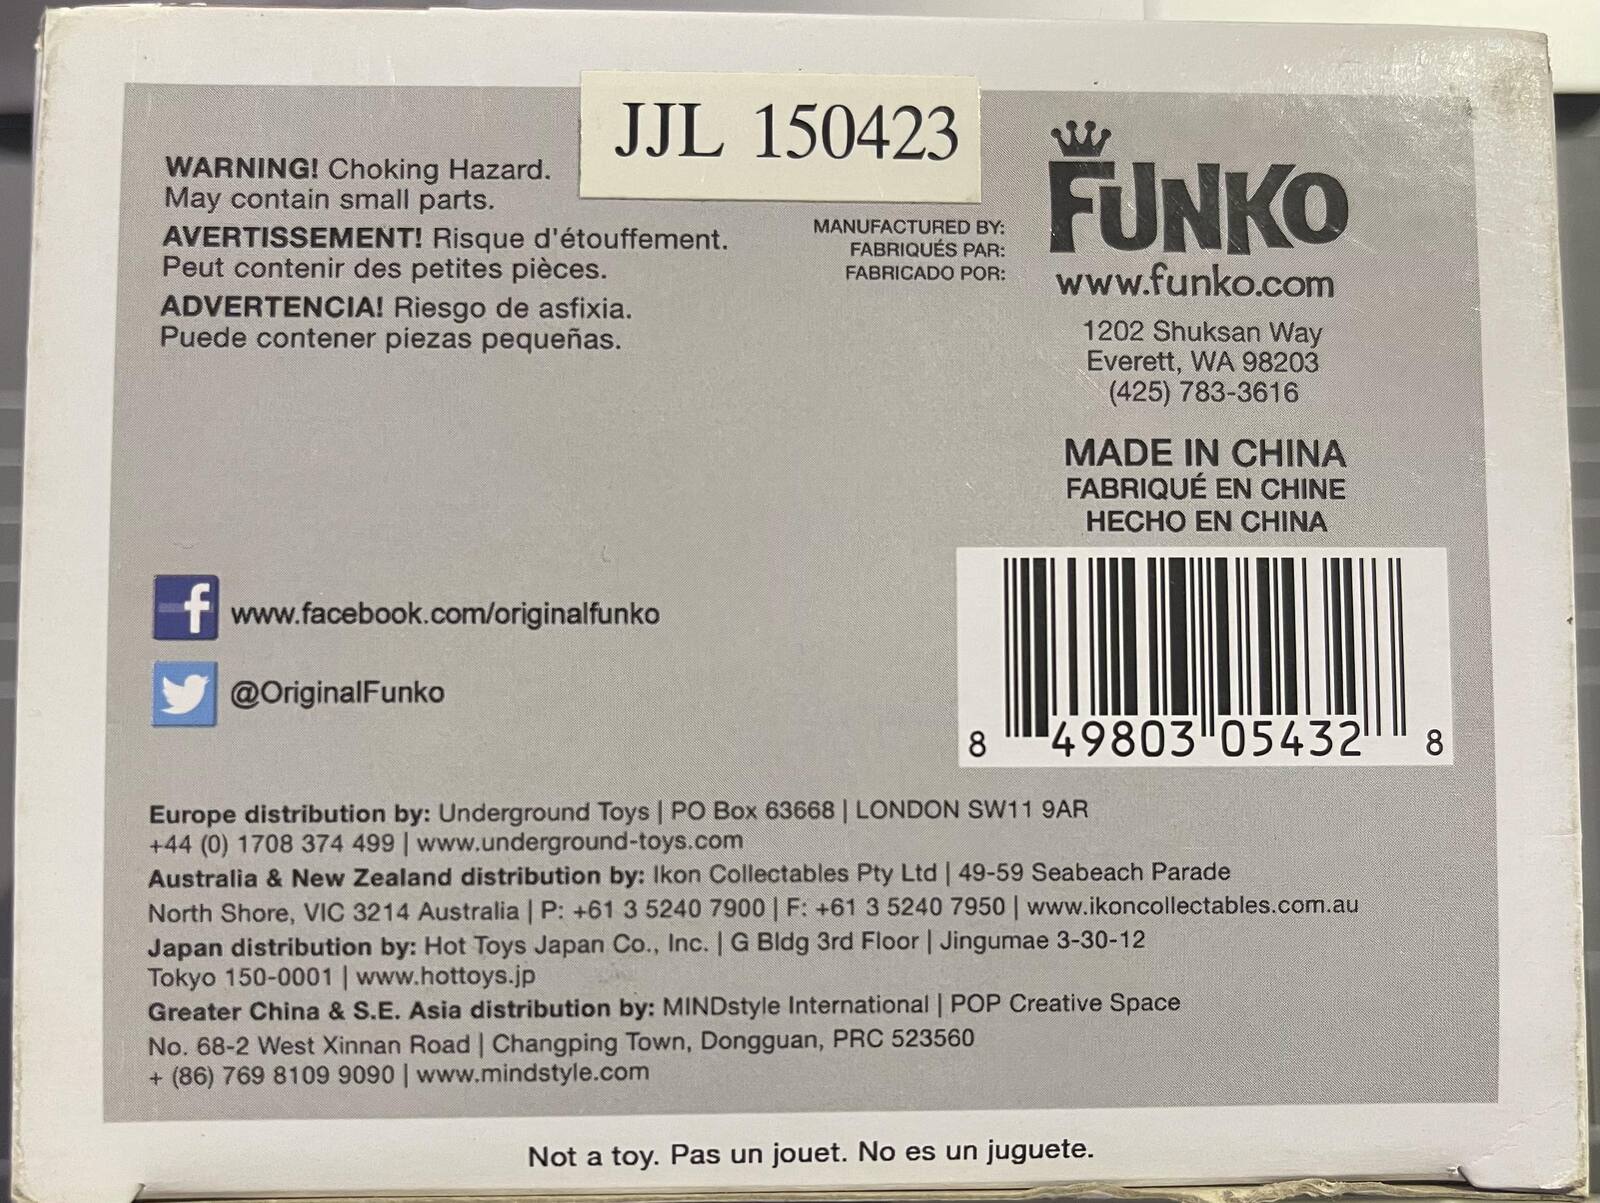 JJL 150423
WARNING! Choking Hazard.
May contain small parts.
AVERTISSEMENT! Risque d'étouffement.
Peut contenir des petites pièces.
ADVERTENCIA! Riesgo de asfixia.
Puede contener piezas pequeñas.
MANUFACTURED BY:
FABRIQUÉS PAR:
FABRICADO POR:
FUNKO
www.funko.com
1202 Shuksan Way
Everett, WA 98203
(425) 783-3616
MADE IN CHINA
FABRIQUÉ EN CHINE
HECHO EN CHINA
f
www.facebook.com/originalfunko
@OriginalFunko
8 49803 05432 8
Europe distribution by: Underground Toys | PO Box 63668 | LONDON SW11 9AR
+44 (0) 1708 374 499 | www.underground-toys.com
Australia & New Zealand distribution by: Ikon Collectables Pty Ltd | 49-59 Seabeach Parade
North Shore, VIC 3214 Australia | P: +61 3 5240 7900 | F: +61 3 5240 7950 | www.ikoncollectables.com.au
Japan distribution by: Hot Toys Japan Co., Inc. | G Bldg 3rd Floor | Jingumae 3-30-12
Tokyo 150-0001 | www.hottoys.jp
Greater China & S.E. Asia distribution by: MINDstyle International | POP Creative Space
No. 68-2 West Xinnan Road | Changping Town, Dongguan, PRC 523560
+ (86) 769 8109 9090 | www.mindstyle.com
Not a toy. Pas un jouet. No es un juguete.